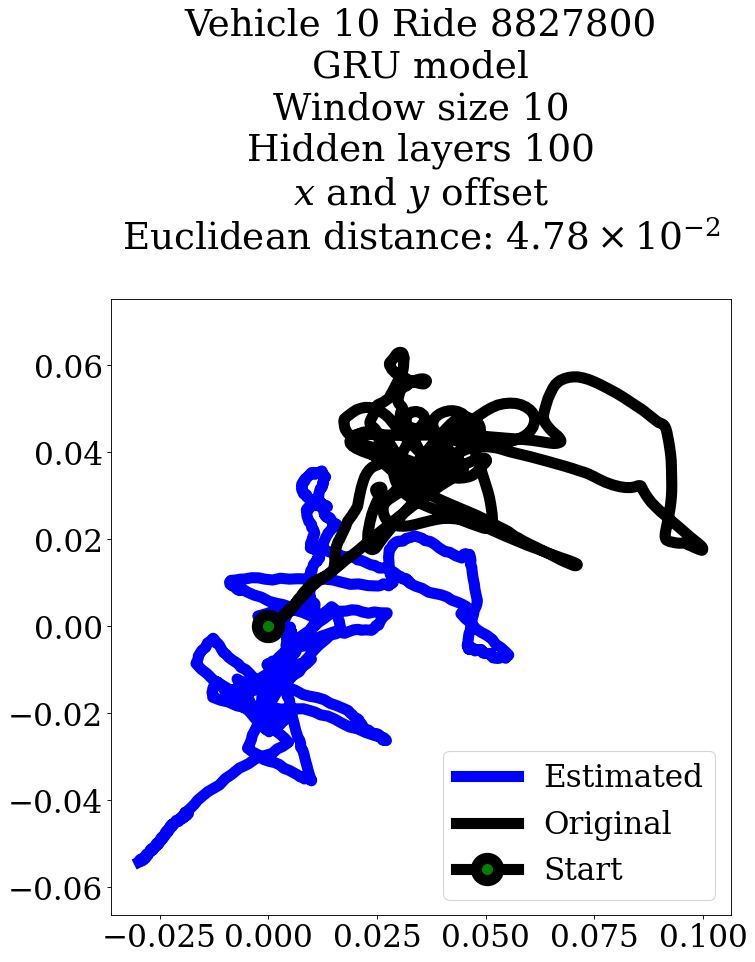 Vehicle 10 Ride 8827800
GRU model
Window size 10
Hidden layers 100
x and y offset
Euclidean distance: 4.78 × 10⁻²
0.06
0.04
0.02
0.00
−0.02
−0.04
−0.06
Estimated
Original
Start
−0.025 0.000 0.025 0.050 0.075 0.100